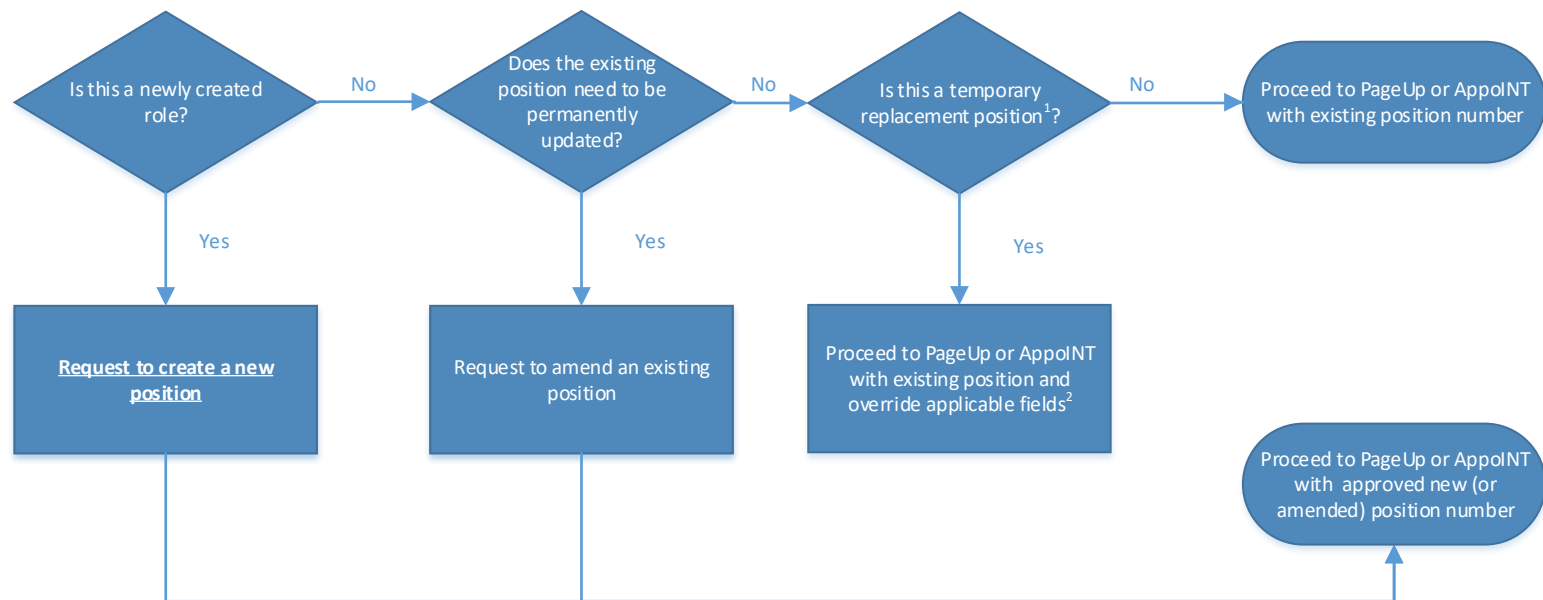 Is this a newly created
role?
No
Does the existing
position need to be
permanently
updated?
No
Is this a temporary
replacement position¹?
No
Proceed to PageUp or AppoINT
with existing position number
Yes
Yes
Yes
Request to create a new
position
Request to amend an existing
position
Proceed to PageUp or AppoINT
with existing position and
override applicable fields²
Proceed to PageUp or AppoINT
with approved new (or
amended) position number